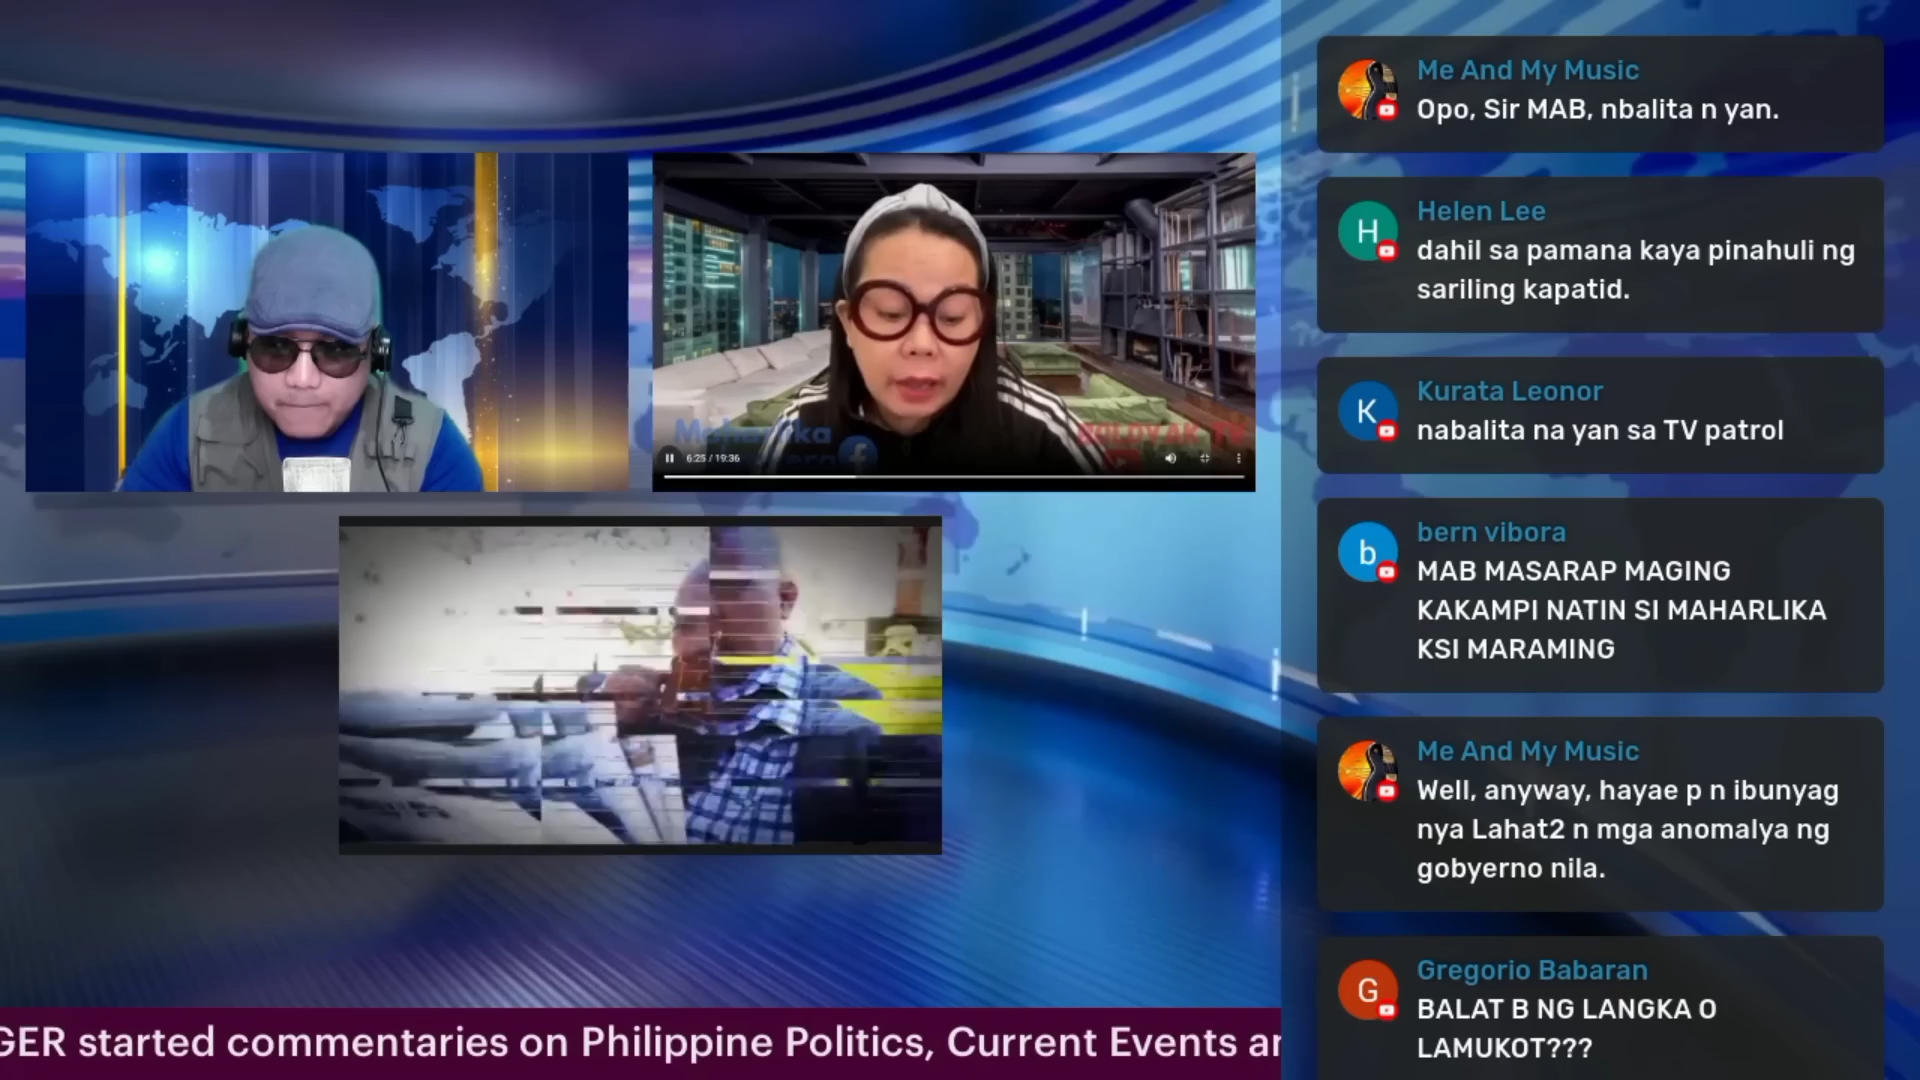 Me And My Music
Opo, Sir MAB, nbalita n yan.
H
Helen Lee
dahil sa pamana kaya pinahuli ng
sariling kapatid.
K
Kurata Leonor
nabalita na yan sa TV patrol
b
bern vibora
MAB MASARAP MAGING
KAKAMPI NATIN SI MAHARLIKA
KSI MARAMING
Me And My Music
Well, anyway, hayae p n ibunyag
nya Lahat2 n mga anomalya ng
gobyerno nila.
G
Gregorio Babaran
BALAT B NG LANGKA O
LAMUKOT???
6:25 / 19:36
GER started commentaries on Philippine Politics, Current Events ar